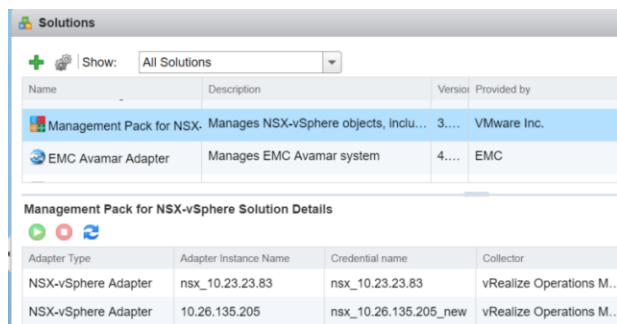 Solutions
Show: All Solutions
Name Description Version Provided by
Management Pack for NSX- Manages NSX-vSphere objects, inclu... 3.... VMware Inc.
EMC Avamar Adapter Manages EMC Avamar system 4.... EMC
Management Pack for NSX-vSphere Solution Details
Adapter Type Adapter Instance Name Credential name Collector
NSX-vSphere Adapter nsx_10.23.23.83 nsx_10.23.23.83 vRealize Operations M...
NSX-vSphere Adapter 10.26.135.205 nsx_10.26.135.205_new vRealize Operations M...